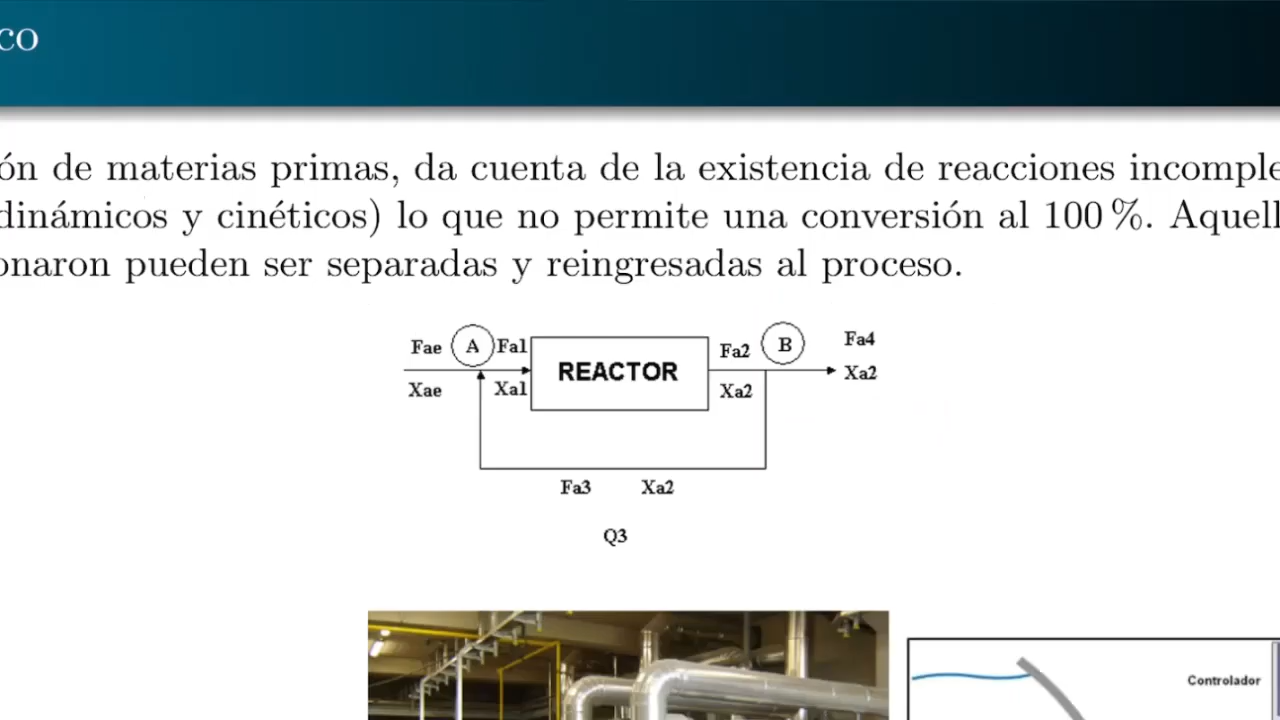 co
ón de materias primas, da cuenta de la existencia de reacciones incomple
dinámicos y cinéticos) lo que no permite una conversión al 100 %. Aquell
onaron pueden ser separadas y reingresadas al proceso.
Fae A Fa1 REACTOR Fa2 B Fa4
Xae Xa1 Xa2 Xa2
Fa3 Xa2
Q3
Controlador